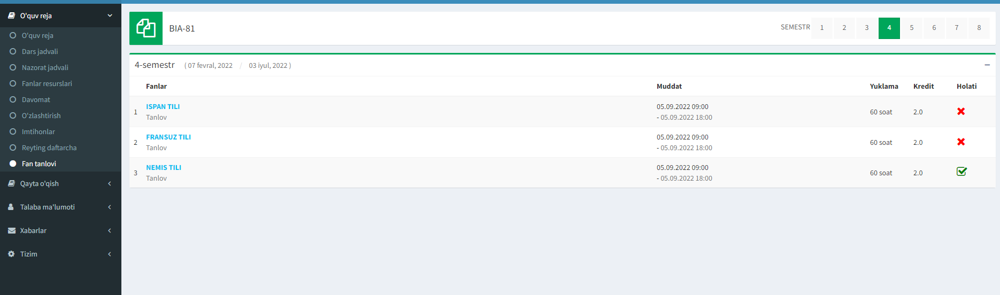 O'quv reja
O'quv reja
Dars jadvali
Nazorat jadvali
Fanlar resurslari
Davomat
O'zlashtirish
Imtihonlar
Reyting daftarcha
Fan tanlovi
Qayta o'qish
Talaba ma'lumoti
Xabarlar
Tizim
BIA-81
SEMESTR 1 2 3 4 5 6 7 8
4-semestr ( 07 fevral, 2022 / 03 iyul, 2022 )
Fanlar Muddat Yuklama Kredit Holati
1 ISPAN TILI 05.09.2022 09:00 60 soat 2.0
Tanlov - 05.09.2022 18:00
2 FRANSUZ TILI 05.09.2022 09:00 60 soat 2.0
Tanlov - 05.09.2022 18:00
3 NEMIS TILI 05.09.2022 09:00 60 soat 2.0
Tanlov - 05.09.2022 18:00